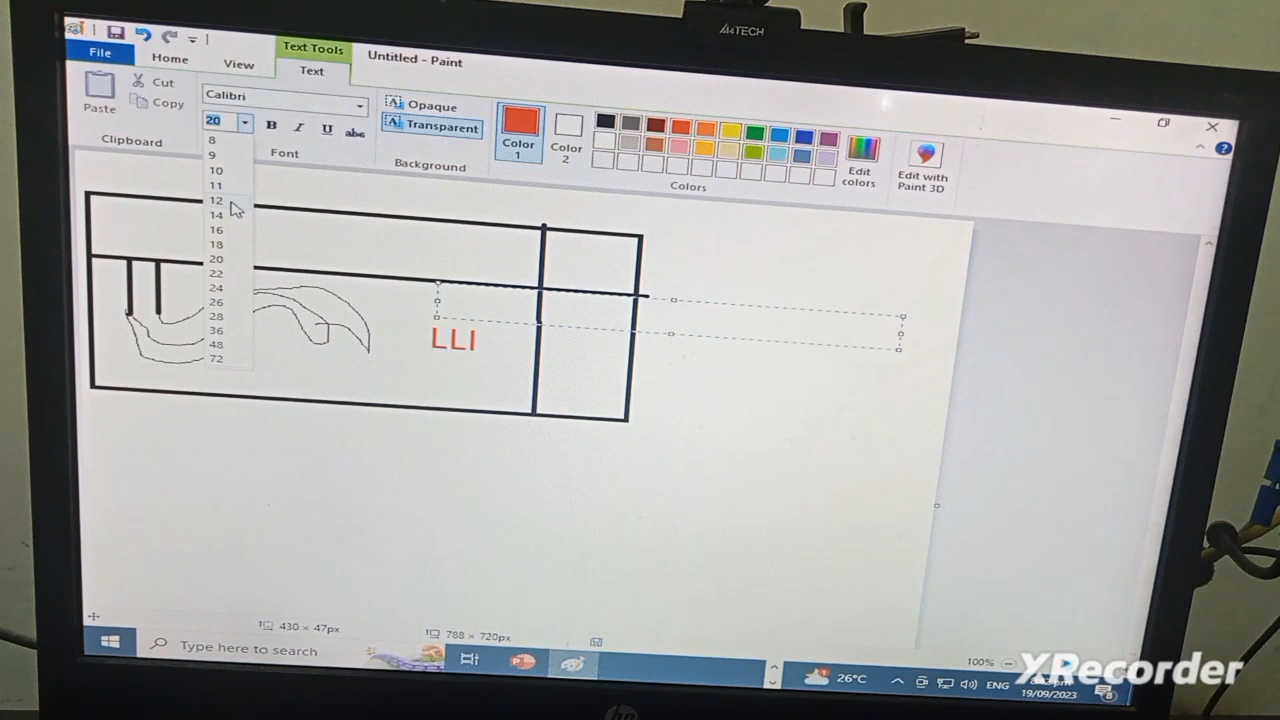 A4TECH
Text Tools
Untitled - Paint
File
Home
View
Text
Paste
Cut
Copy
Clipboard
Calibri
20
B I U abc
Font
Opaque
Transparent
Background
Color 1
Color 2
Colors
Edit colors
Edit with Paint 3D
8
9
10
11
12
14
16
18
20
22
24
26
28
36
48
72
LLI
430 × 47px
788 × 720px
100%
Type here to search
26°C
ENG
19/09/2023
8
XRecorder
hp